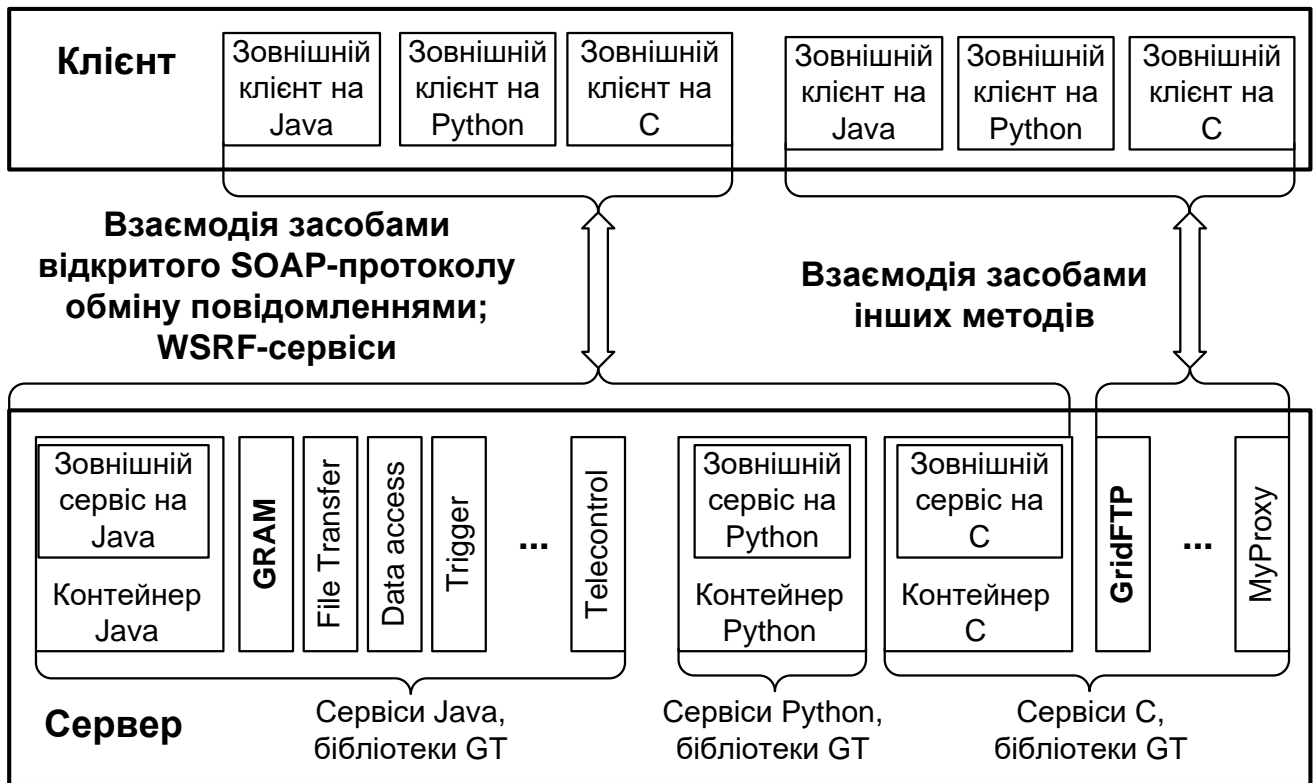 Клієнт
Зовнішній
клієнт на
Java
Зовнішній
клієнт на
Python
Зовнішній
клієнт на
C
Зовнішній
клієнт на
Java
Зовнішній
клієнт на
Python
Зовнішній
клієнт на
C
Взаємодія засобами
відкритого SOAP-протоколу
обміну повідомленнями;
WSRF-сервіси
Взаємодія засобами
інших методів
Зовнішній
сервіс на
Java
Контейнер
Java
GRAM
File Transfer
Data access
Trigger
...
Telecontrol
Зовнішній
сервіс на
Python
Контейнер
Python
Зовнішній
сервіс на
C
Контейнер
C
GridFTP
...
MyProxy
Сервер
Сервіси Java,
бібліотеки GT
Сервіси Python,
бібліотеки GT
Сервіси C,
бібліотеки GT